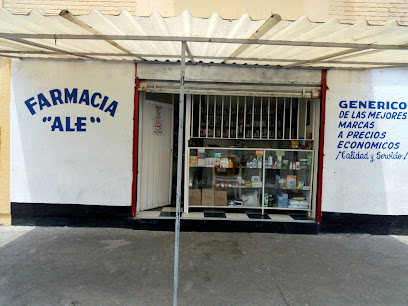 FARMACIA
"ALE"
GENERICO
DE LAS MEJORES
MARCAS
A PRECIOS
ECONOMICOS
¡Calidad y Servicio!